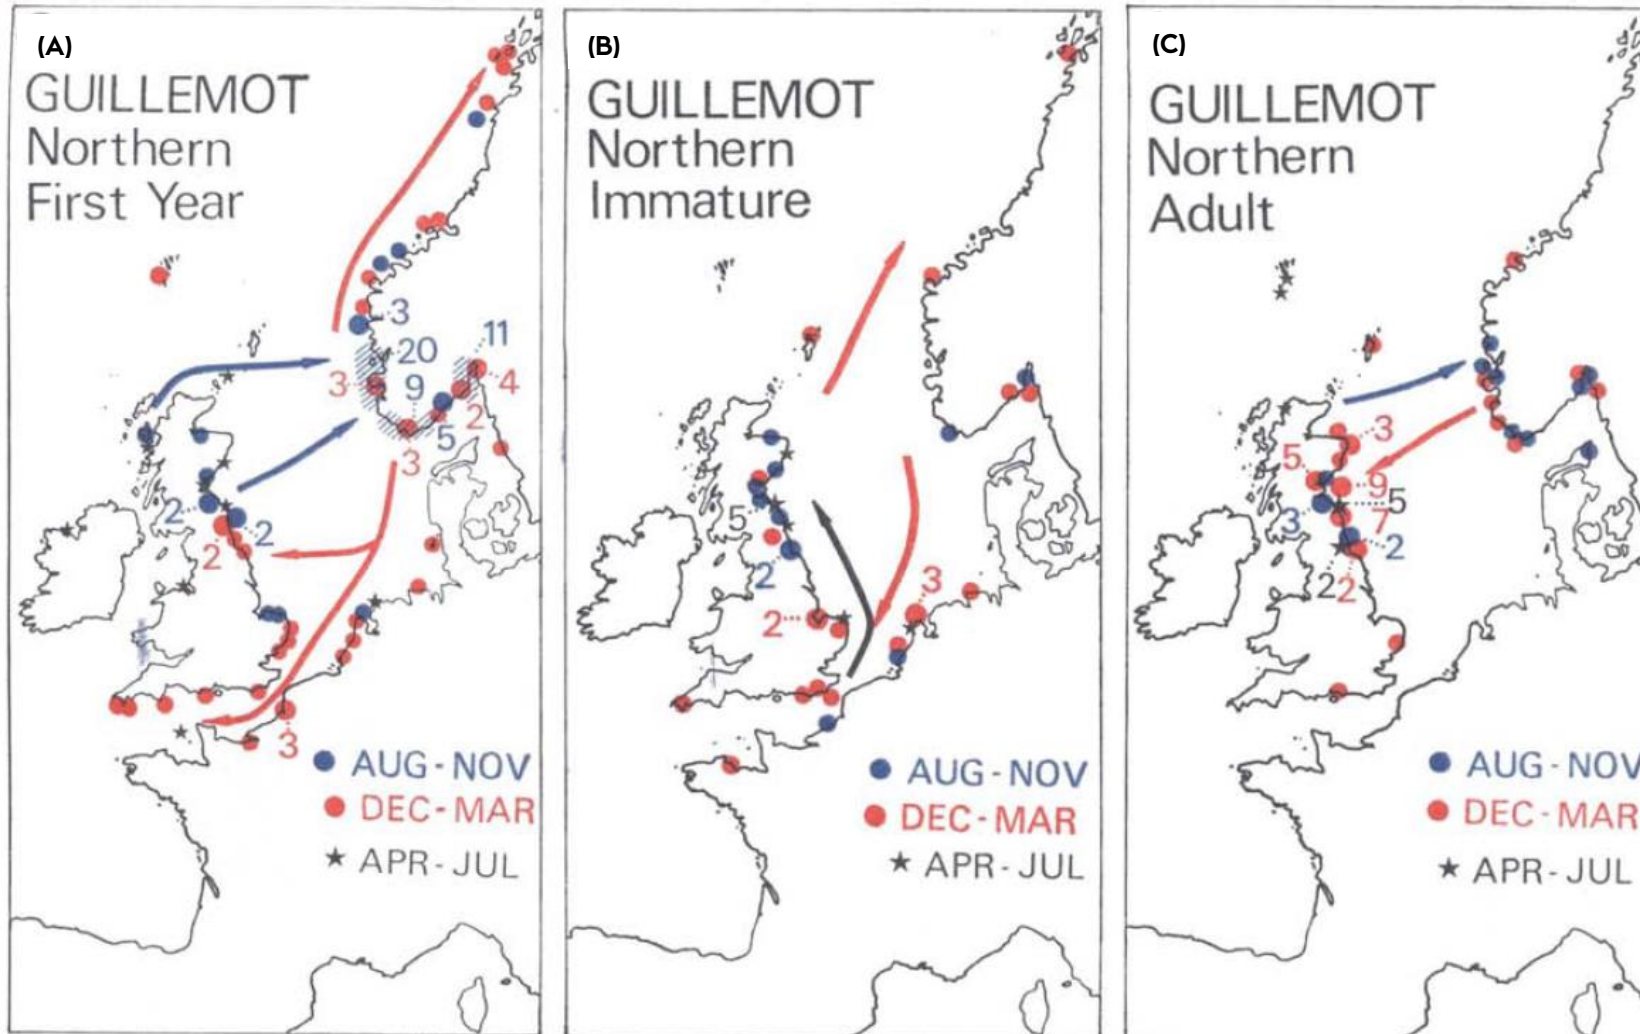 (A)
GUILLEMOT
Northern
First Year
3
11
20
3
9
4
2
5
3
2
2
2
3
AUG-NOV
DEC-MAR
APR-JUL
(B)
GUILLEMOT
Northern
Immature
5
2
3
2
AUG-NOV
DEC-MAR
APR-JUL
(C)
GUILLEMOT
Northern
Adult
3
5
9
5
3
7
2
2
2
AUG-NOV
DEC-MAR
APR-JUL